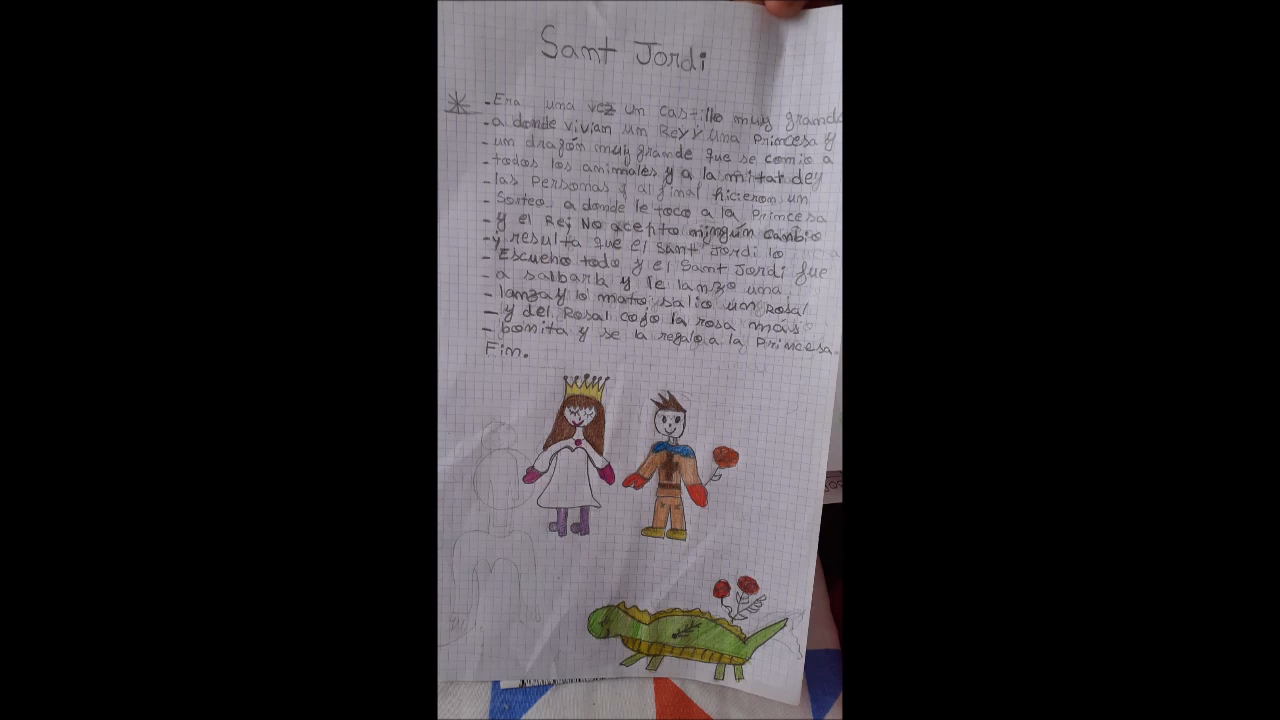 Sant Jordi
- Era una vez un castillo muy grande
- a donde vivian un Rey y una Princesa y
- un dragón muy grande que se comio a
- todos los animales y a la mitat de y
- las Personas y al final hicieron un
- Sorteo a donde le toco a la Princesa
- y el Rey No acepto ningún cambio
- y resulta que el Sant Jordi lo
- Escucho todo y el Sant Jordi fue
- a salbarla y le lanzo una
- lanza y lo mato, salio un rosal
- y del Rosal cojo la rosa más
- bonita y se la regalo a la Princesa.
Fin.